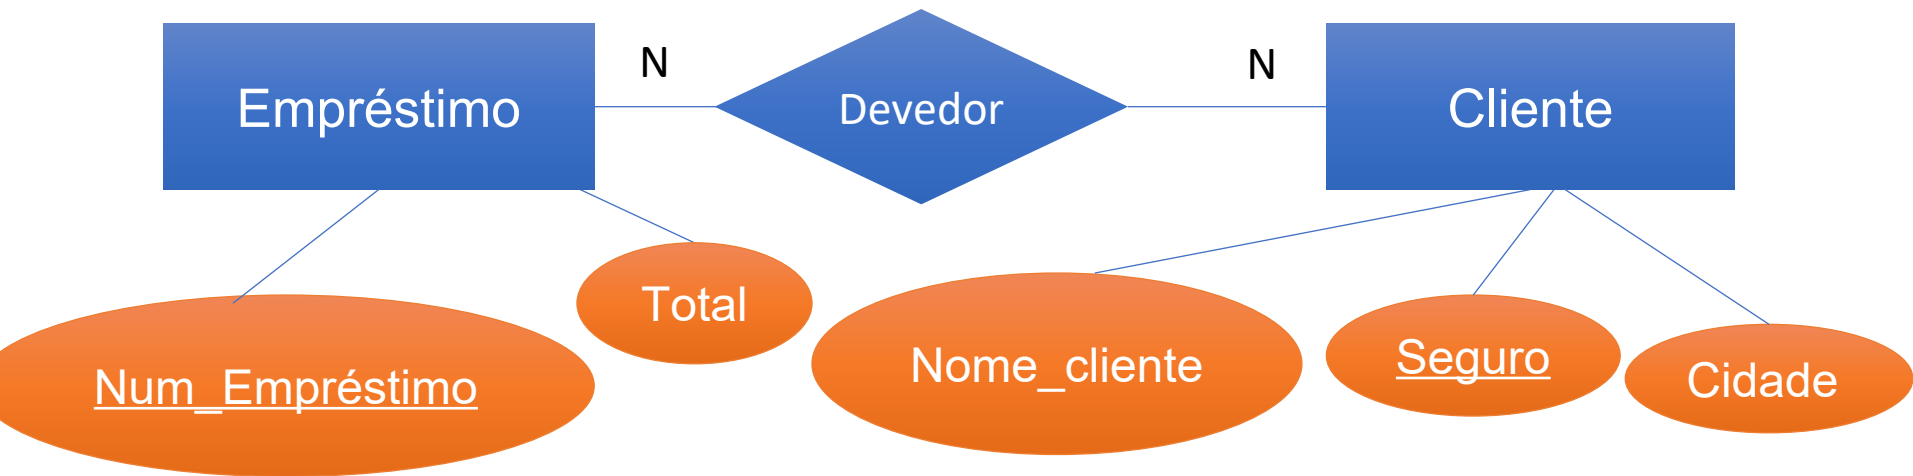 Empréstimo
N
Devedor
N
Cliente
Num_Empréstimo
Total
Nome_cliente
Seguro
Cidade